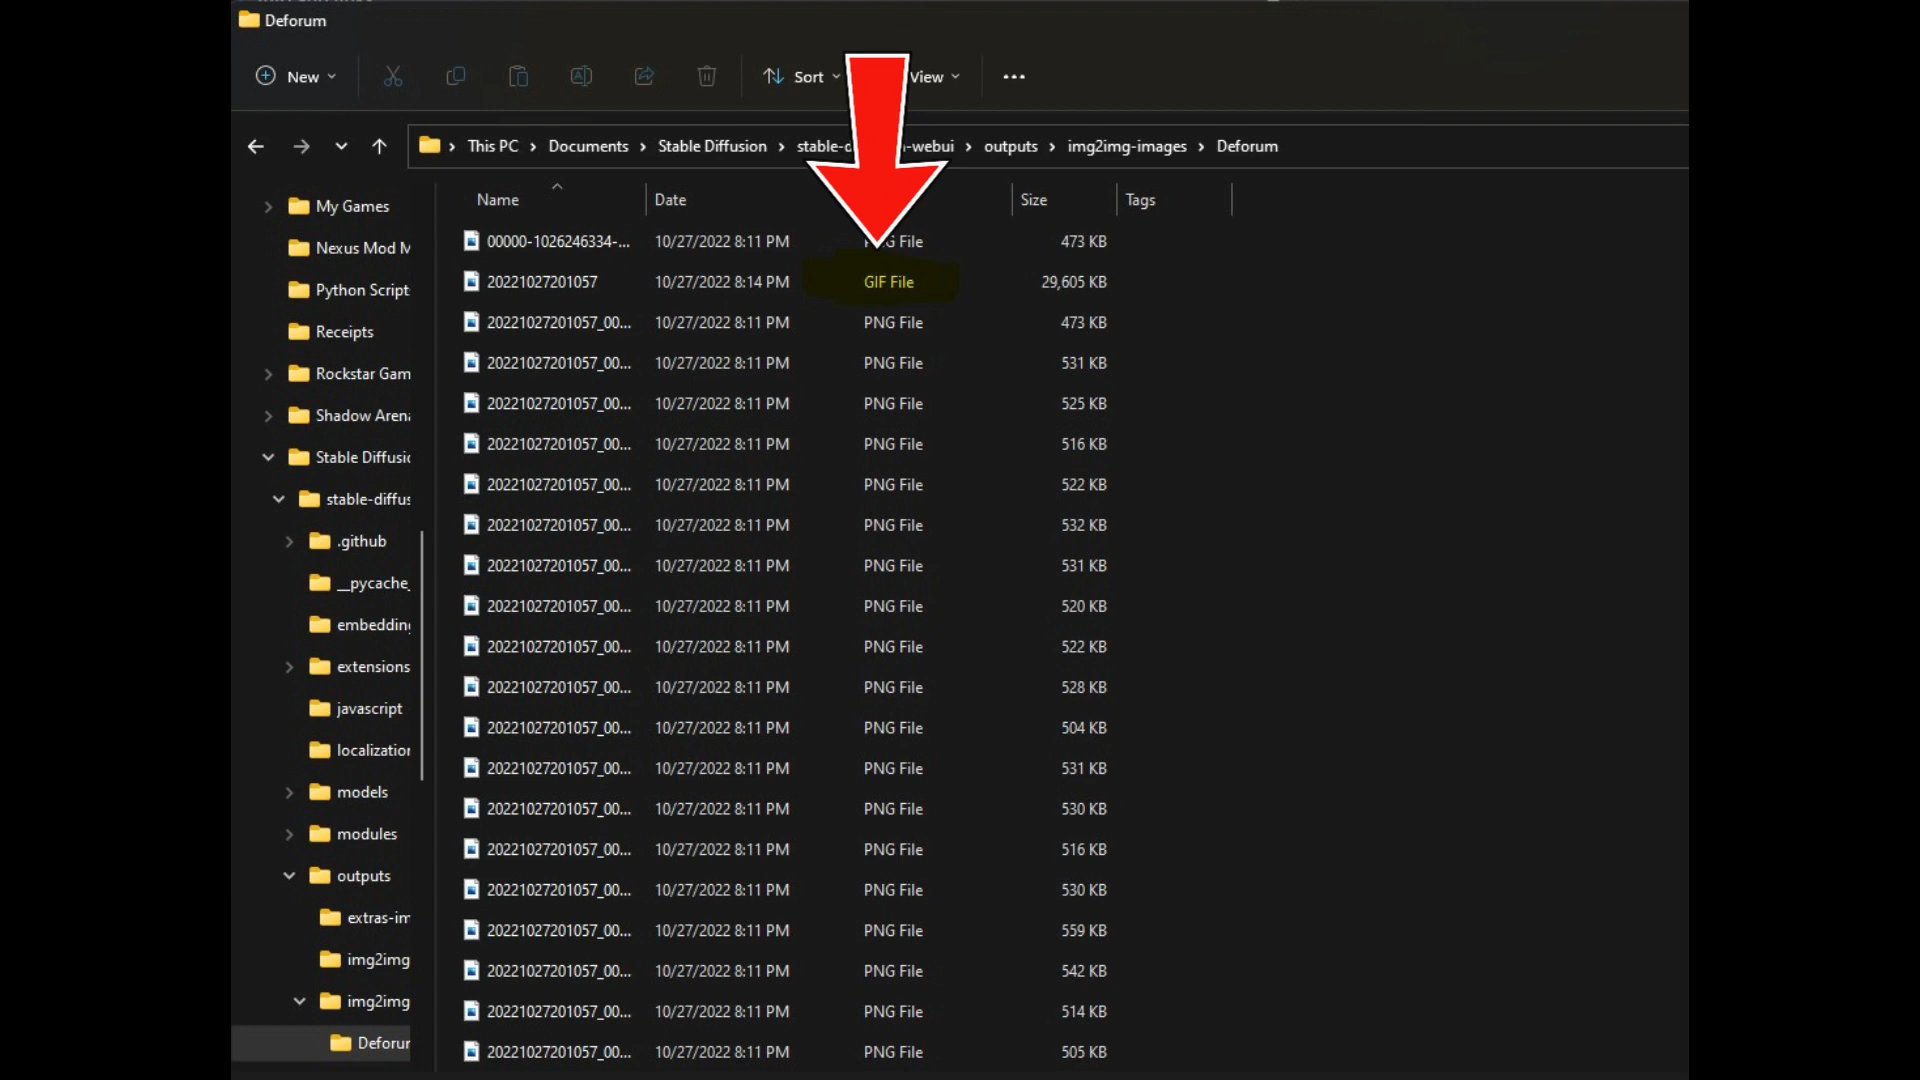 Deforum
New
Sort
View
This PC > Documents > Stable Diffusion > stable-d n-webui > outputs > img2img-images > Deforum
Name Date Size Tags
My Games
Nexus Mod M
Python Script
Receipts
Rockstar Gam
Shadow Aren
Stable Diffusi
stable-diffus
.github
__pycache_
embedding
extensions
javascript
localization
models
modules
outputs
extras-im
img2img
img2img
Deforum
00000-1026246334-... 10/27/2022 8:11 PM PNG File 473 KB
20221027201057 10/27/2022 8:14 PM GIF File 29,605 KB
20221027201057_00... 10/27/2022 8:11 PM PNG File 473 KB
20221027201057_00... 10/27/2022 8:11 PM PNG File 531 KB
20221027201057_00... 10/27/2022 8:11 PM PNG File 525 KB
20221027201057_00... 10/27/2022 8:11 PM PNG File 516 KB
20221027201057_00... 10/27/2022 8:11 PM PNG File 522 KB
20221027201057_00... 10/27/2022 8:11 PM PNG File 532 KB
20221027201057_00... 10/27/2022 8:11 PM PNG File 531 KB
20221027201057_00... 10/27/2022 8:11 PM PNG File 520 KB
20221027201057_00... 10/27/2022 8:11 PM PNG File 522 KB
20221027201057_00... 10/27/2022 8:11 PM PNG File 528 KB
20221027201057_00... 10/27/2022 8:11 PM PNG File 504 KB
20221027201057_00... 10/27/2022 8:11 PM PNG File 531 KB
20221027201057_00... 10/27/2022 8:11 PM PNG File 530 KB
20221027201057_00... 10/27/2022 8:11 PM PNG File 516 KB
20221027201057_00... 10/27/2022 8:11 PM PNG File 530 KB
20221027201057_00... 10/27/2022 8:11 PM PNG File 559 KB
20221027201057_00... 10/27/2022 8:11 PM PNG File 542 KB
20221027201057_00... 10/27/2022 8:11 PM PNG File 514 KB
20221027201057_00... 10/27/2022 8:11 PM PNG File 505 KB